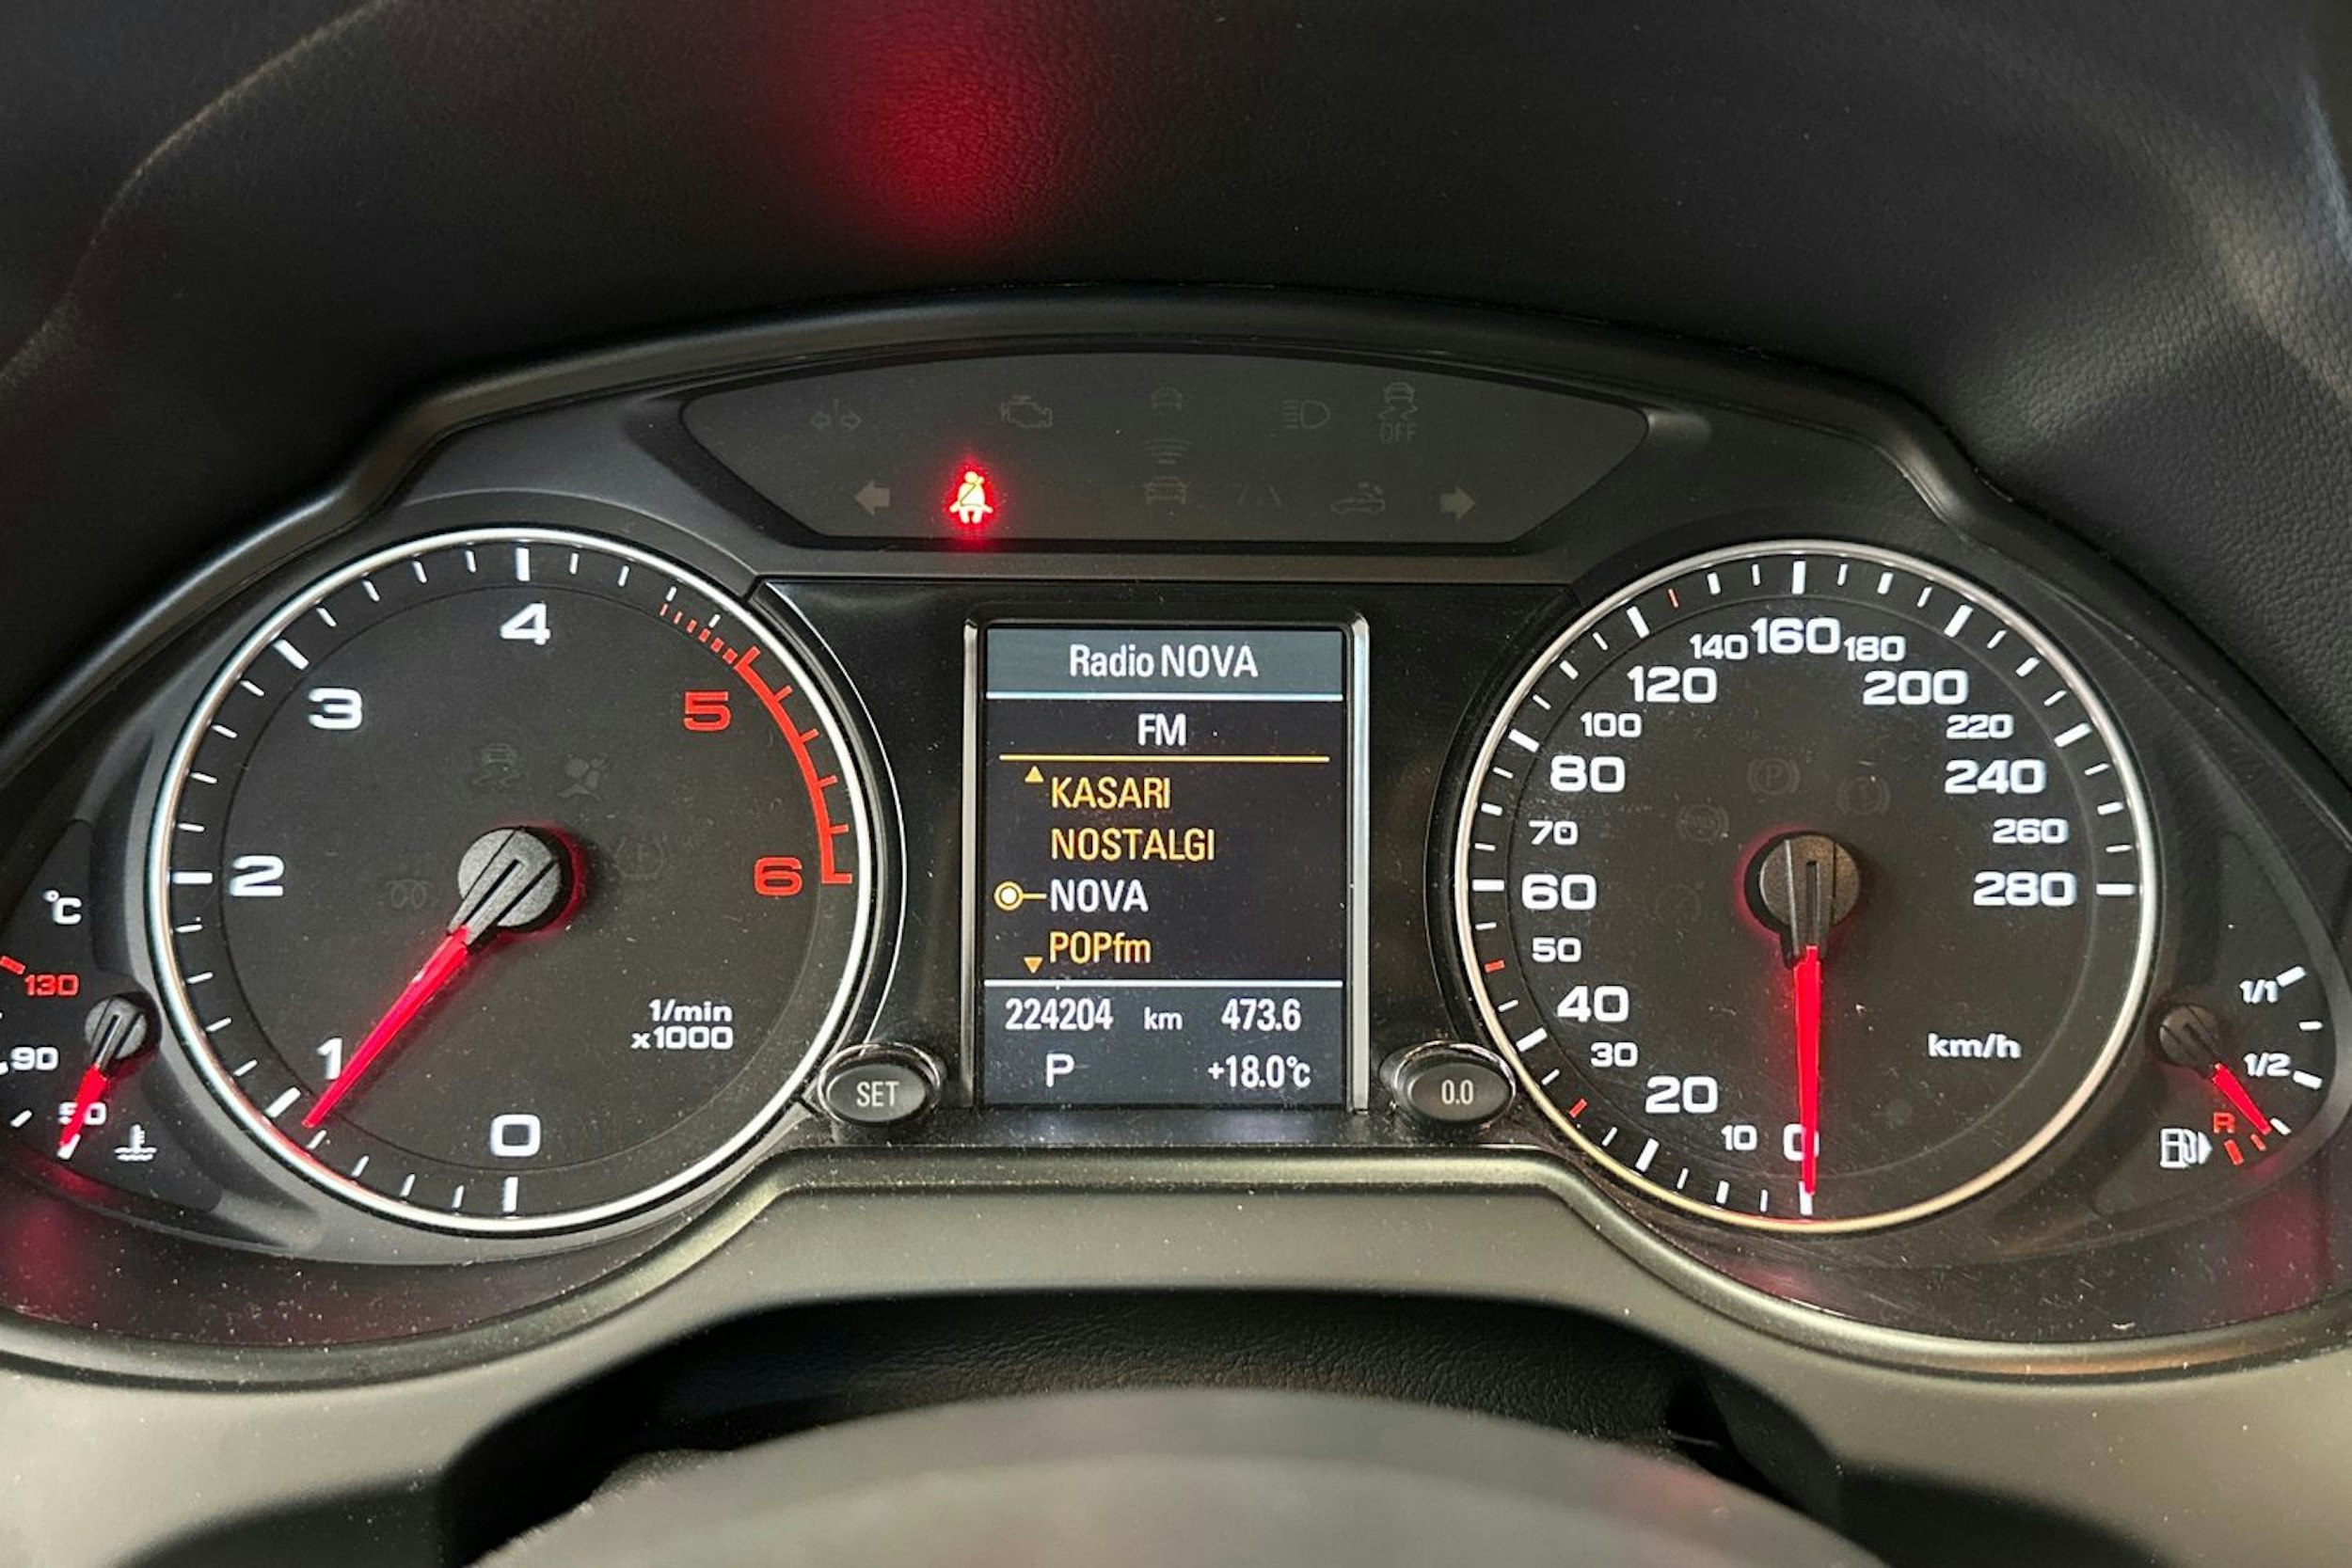 OFF
4
3
5
2
6
1
0
1/min
x1000
°C
130
90
50
SET
Radio NOVA
FM
KASARI
NOSTALGI
NOVA
POPfm
224204 km 473.6
P +18.0°C
0.0
160
140 180
120 200
100 220
80 240
70 260
60 280
50
40
30
20
10
0
km/h
1/1
1/2
R